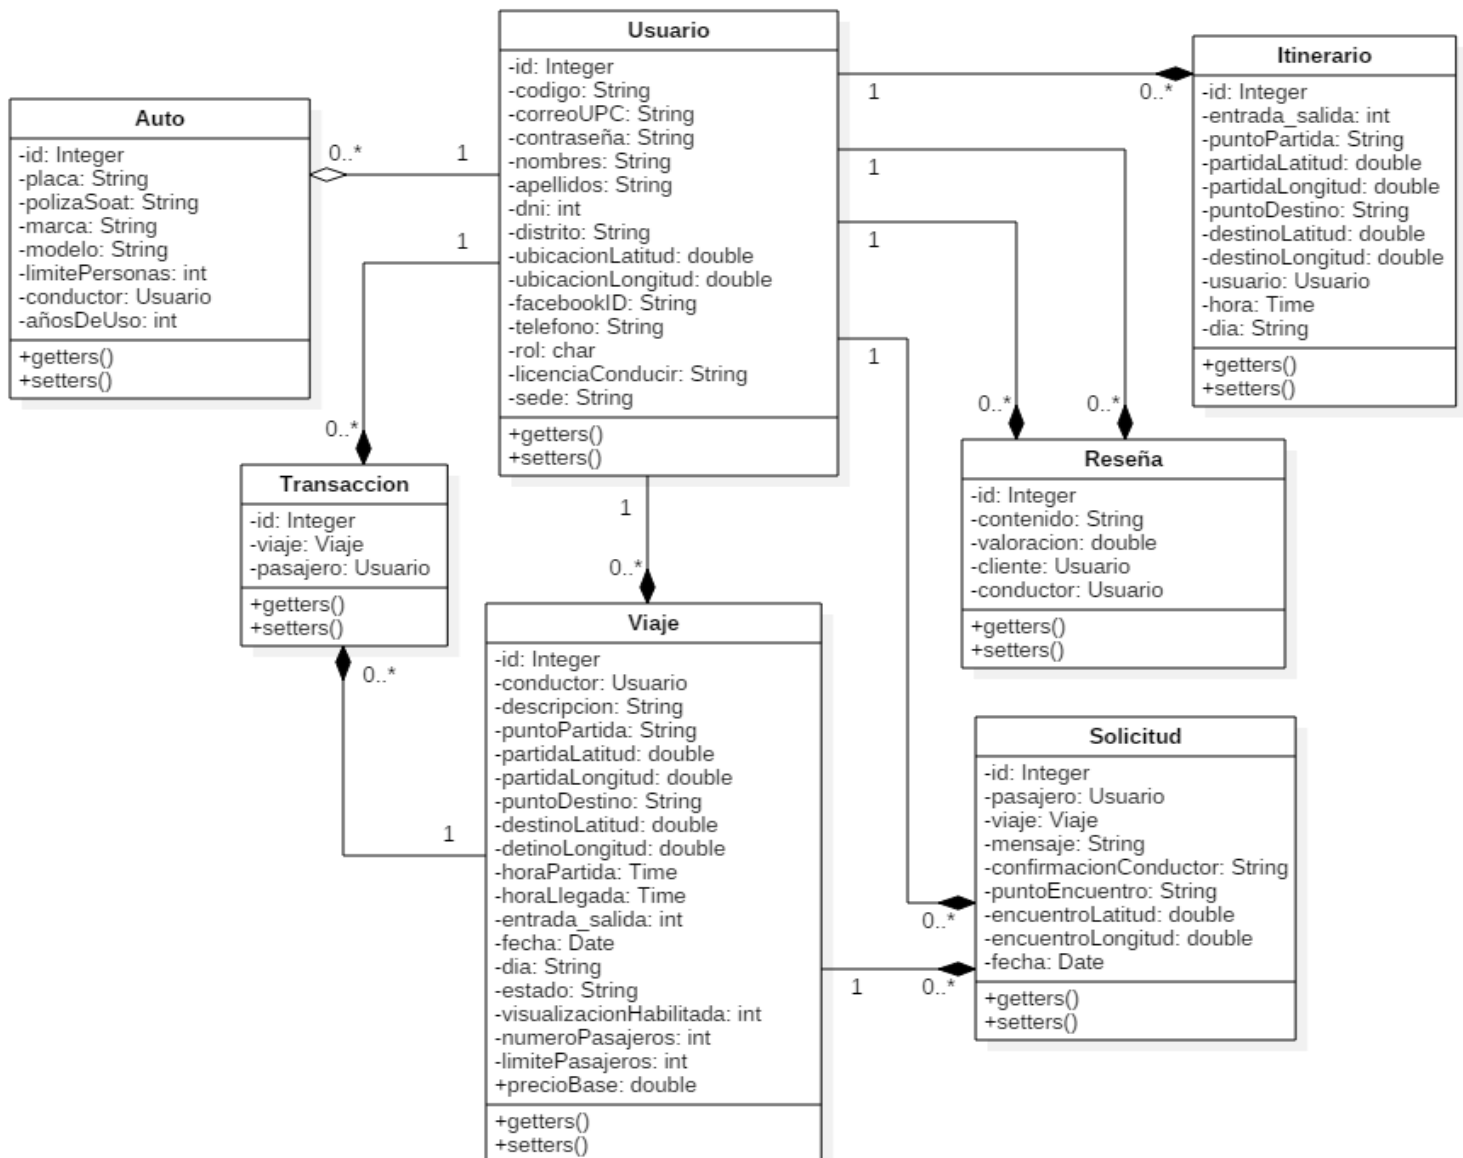 Usuario
-id: Integer
-codigo: String
-correoUPC: String
-contraseña: String
-nombres: String
-apellidos: String
-dni: int
-distrito: String
-ubicacionLatitud: double
-ubicacionLongitud: double
-facebookID: String
-telefono: String
-rol: char
-licenciaConducir: String
-sede: String
+getters()
+setters()
Itinerario
-id: Integer
-entrada_salida: int
-puntoPartida: String
-partidaLatitud: double
-partidaLongitud: double
-puntoDestino: String
-destinoLatitud: double
-destinoLongitud: double
-usuario: Usuario
-hora: Time
-dia: String
+getters()
+setters()
1
0..*
Auto
-id: Integer
-placa: String
-polizaSoat: String
-marca: String
-modelo: String
-limitePersonas: int
-conductor: Usuario
-añosDeUso: int
+getters()
+setters()
0..*
1
1
0..*
1
0..*
1
0..*
1
0..*
Transaccion
-id: Integer
-viaje: Viaje
-pasajero: Usuario
+getters()
+setters()
0..*
1
1
0..*
Reseña
-id: Integer
-contenido: String
-valoracion: double
-cliente: Usuario
-conductor: Usuario
+getters()
+setters()
Viaje
-id: Integer
-conductor: Usuario
-descripcion: String
-puntoPartida: String
-partidaLatitud: double
-partidaLongitud: double
-puntoDestino: String
-destinoLatitud: double
-detinoLongitud: double
-horaPartida: Time
-horaLlegada: Time
-entrada_salida: int
-fecha: Date
-dia: String
-estado: String
-visualizacionHabilitada: int
-numeroPasajeros: int
-limitePasajeros: int
+precioBase: double
+getters()
+setters()
1
0..*
Solicitud
-id: Integer
-pasajero: Usuario
-viaje: Viaje
-mensaje: String
-confirmacionConductor: String
-puntoEncuentro: String
-encuentroLatitud: double
-encuentroLongitud: double
-fecha: Date
+getters()
+setters()